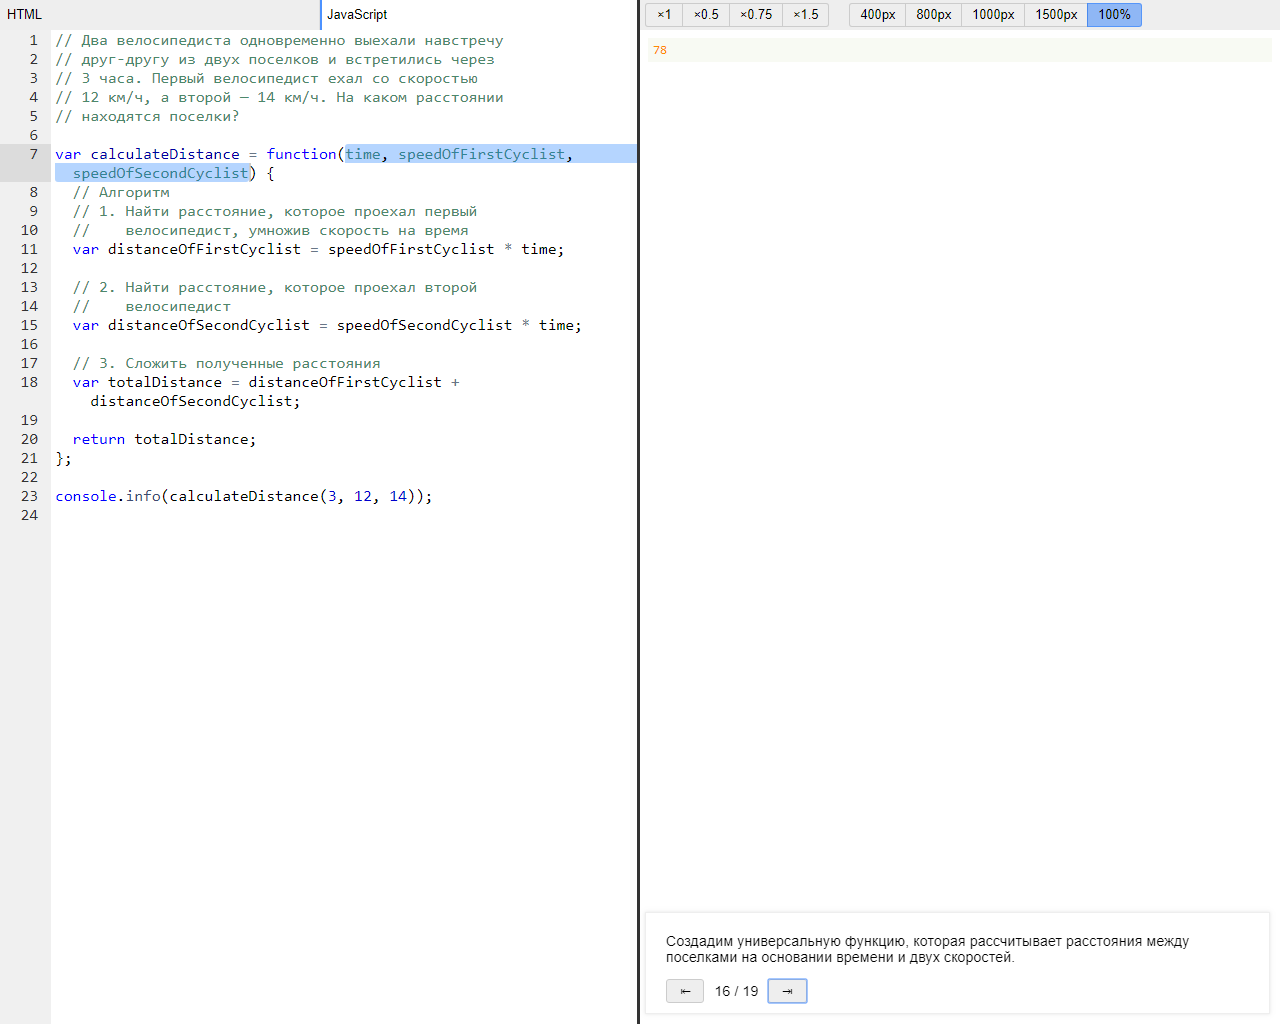 HTML
JavaScript
×1 ×0.5 ×0.75 ×1.5 400px 800px 1000px 1500px 100%
1 // Два велосипедиста одновременно выехали навстречу
2 // друг-другу из двух поселков и встретились через
3 // 3 часа. Первый велосипедист ехал со скоростью
4 // 12 км/ч, а второй — 14 км/ч. На каком расстоянии
5 // находятся поселки?
6
7 var calculateDistance = function(time, speedOfFirstCyclist,
speedOfSecondCyclist) {
8 // Алгоритм
9 // 1. Найти расстояние, которое проехал первый
10 //    велосипедист, умножив скорость на время
11 var distanceOfFirstCyclist = speedOfFirstCyclist * time;
12
13 // 2. Найти расстояние, которое проехал второй
14 //    велосипедист
15 var distanceOfSecondCyclist = speedOfSecondCyclist * time;
16
17 // 3. Сложить полученные расстояния
18 var totalDistance = distanceOfFirstCyclist +
distanceOfSecondCyclist;
19
20 return totalDistance;
21 };
22
23 console.info(calculateDistance(3, 12, 14));
24
78
Создадим универсальную функцию, которая рассчитывает расстояния между
поселками на основании времени и двух скоростей.
⇤ 16 / 19 ⇥